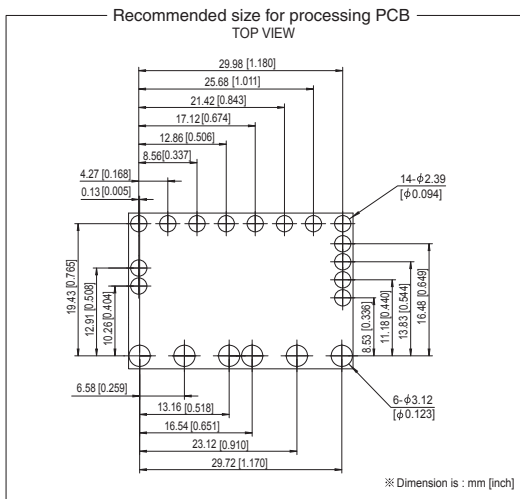 Recommended size for processing PCB
TOP VIEW
29.98 [1.180]
25.68 [1.011]
21.42 [0.843]
17.12 [0.674]
12.86 [0.506]
8.56 [0.337]
4.27 [0.168]
0.13 [0.005]
14-ϕ2.39
[ϕ0.094]
19.43 [0.765]
12.91 [0.508]
10.26 [0.404]
8.53 [0.336]
11.18 [0.440]
13.83 [0.544]
16.48 [0.649]
6.58 [0.259]
13.16 [0.518]
16.54 [0.651]
23.12 [0.910]
29.72 [1.170]
6-ϕ3.12
[ϕ0.123]
※ Dimension is : mm [inch]